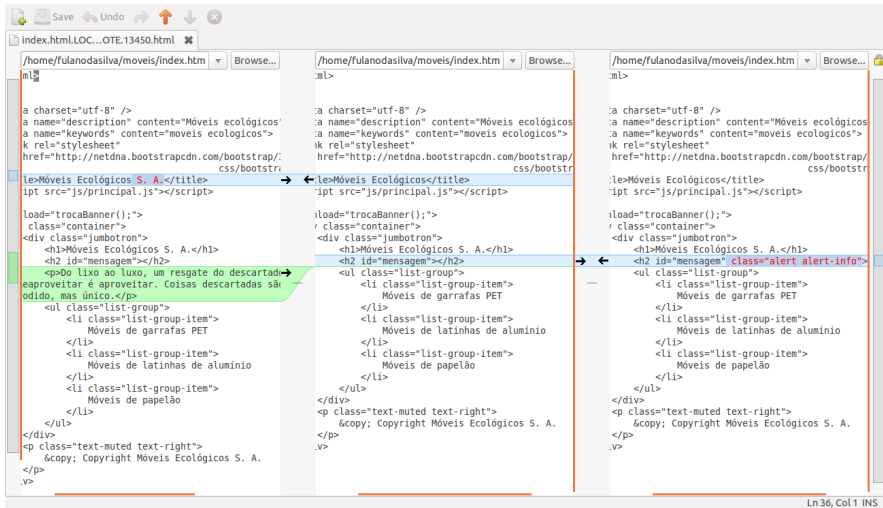 Save Undo
index.html.LOC...OTE.13450.html
/home/fulanodasilva/moveis/index.htm Browse...
ml>
a charset="utf-8" />
a name="description" content="Móveis ecológicos"
a name="keywords" content="moveis ecologicos">
k rel="stylesheet"
href="http://netdna.bootstrapcdn.com/bootstrap/3
css/bootstra
le>Móveis Ecológicos S. A.</title>
ipt src="js/principal.js"></script>
load="trocaBanner();">
class="container">
<div class="jumbotron">
<h1>Móveis Ecológicos S. A.</h1>
<h2 id="mensagem"></h2>
<p>Do lixo ao luxo, um resgate do descartado
eaproveitar é aproveitar. Coisas descartadas são
odido, mas único.</p>
<ul class="list-group">
<li class="list-group-item">
Móveis de garrafas PET
</li>
<li class="list-group-item">
Móveis de latinhas de alumínio
</li>
<li class="list-group-item">
Móveis de papelão
</li>
</ul>
</div>
<p class="text-muted text-right">
&copy; Copyright Móveis Ecológicos S. A.
</p>
v>
/home/fulanodasilva/moveis/index.htm Browse...
ml>
a charset="utf-8" />
a name="description" content="Móveis ecológicos
a name="keywords" content="moveis ecologicos">
k rel="stylesheet"
href="http://netdna.bootstrapcdn.com/bootstrap/
css/bootstr
le>Móveis Ecológicos</title>
ipt src="js/principal.js"></script>
load="trocaBanner();">
class="container">
<div class="jumbotron">
<h1>Móveis Ecológicos S. A.</h1>
<h2 id="mensagem"></h2>
<ul class="list-group">
<li class="list-group-item">
Móveis de garrafas PET
</li>
<li class="list-group-item">
Móveis de latinhas de alumínio
</li>
<li class="list-group-item">
Móveis de papelão
</li>
</ul>
</div>
<p class="text-muted text-right">
&copy; Copyright Móveis Ecológicos S. A.
</p>
v>
/home/fulanodasilva/moveis/index.htm Browse...
ml>
a charset="utf-8" />
a name="description" content="Móveis ecológicos
a name="keywords" content="moveis ecologicos">
k rel="stylesheet"
href="http://netdna.bootstrapcdn.com/bootstrap/
css/bootst
le>Móveis Ecológicos</title>
ipt src="js/principal.js"></script>
load="trocaBanner();">
class="container">
<div class="jumbotron">
<h1>Móveis Ecológicos S. A.</h1>
<h2 id="mensagem" class="alert alert-info">
<ul class="list-group">
<li class="list-group-item">
Móveis de garrafas PET
</li>
<li class="list-group-item">
Móveis de latinhas de alumínio
</li>
<li class="list-group-item">
Móveis de papelão
</li>
</ul>
</div>
<p class="text-muted text-right">
&copy; Copyright Móveis Ecológicos S. A.
</p>
v>
Ln 36, Col 1 INS